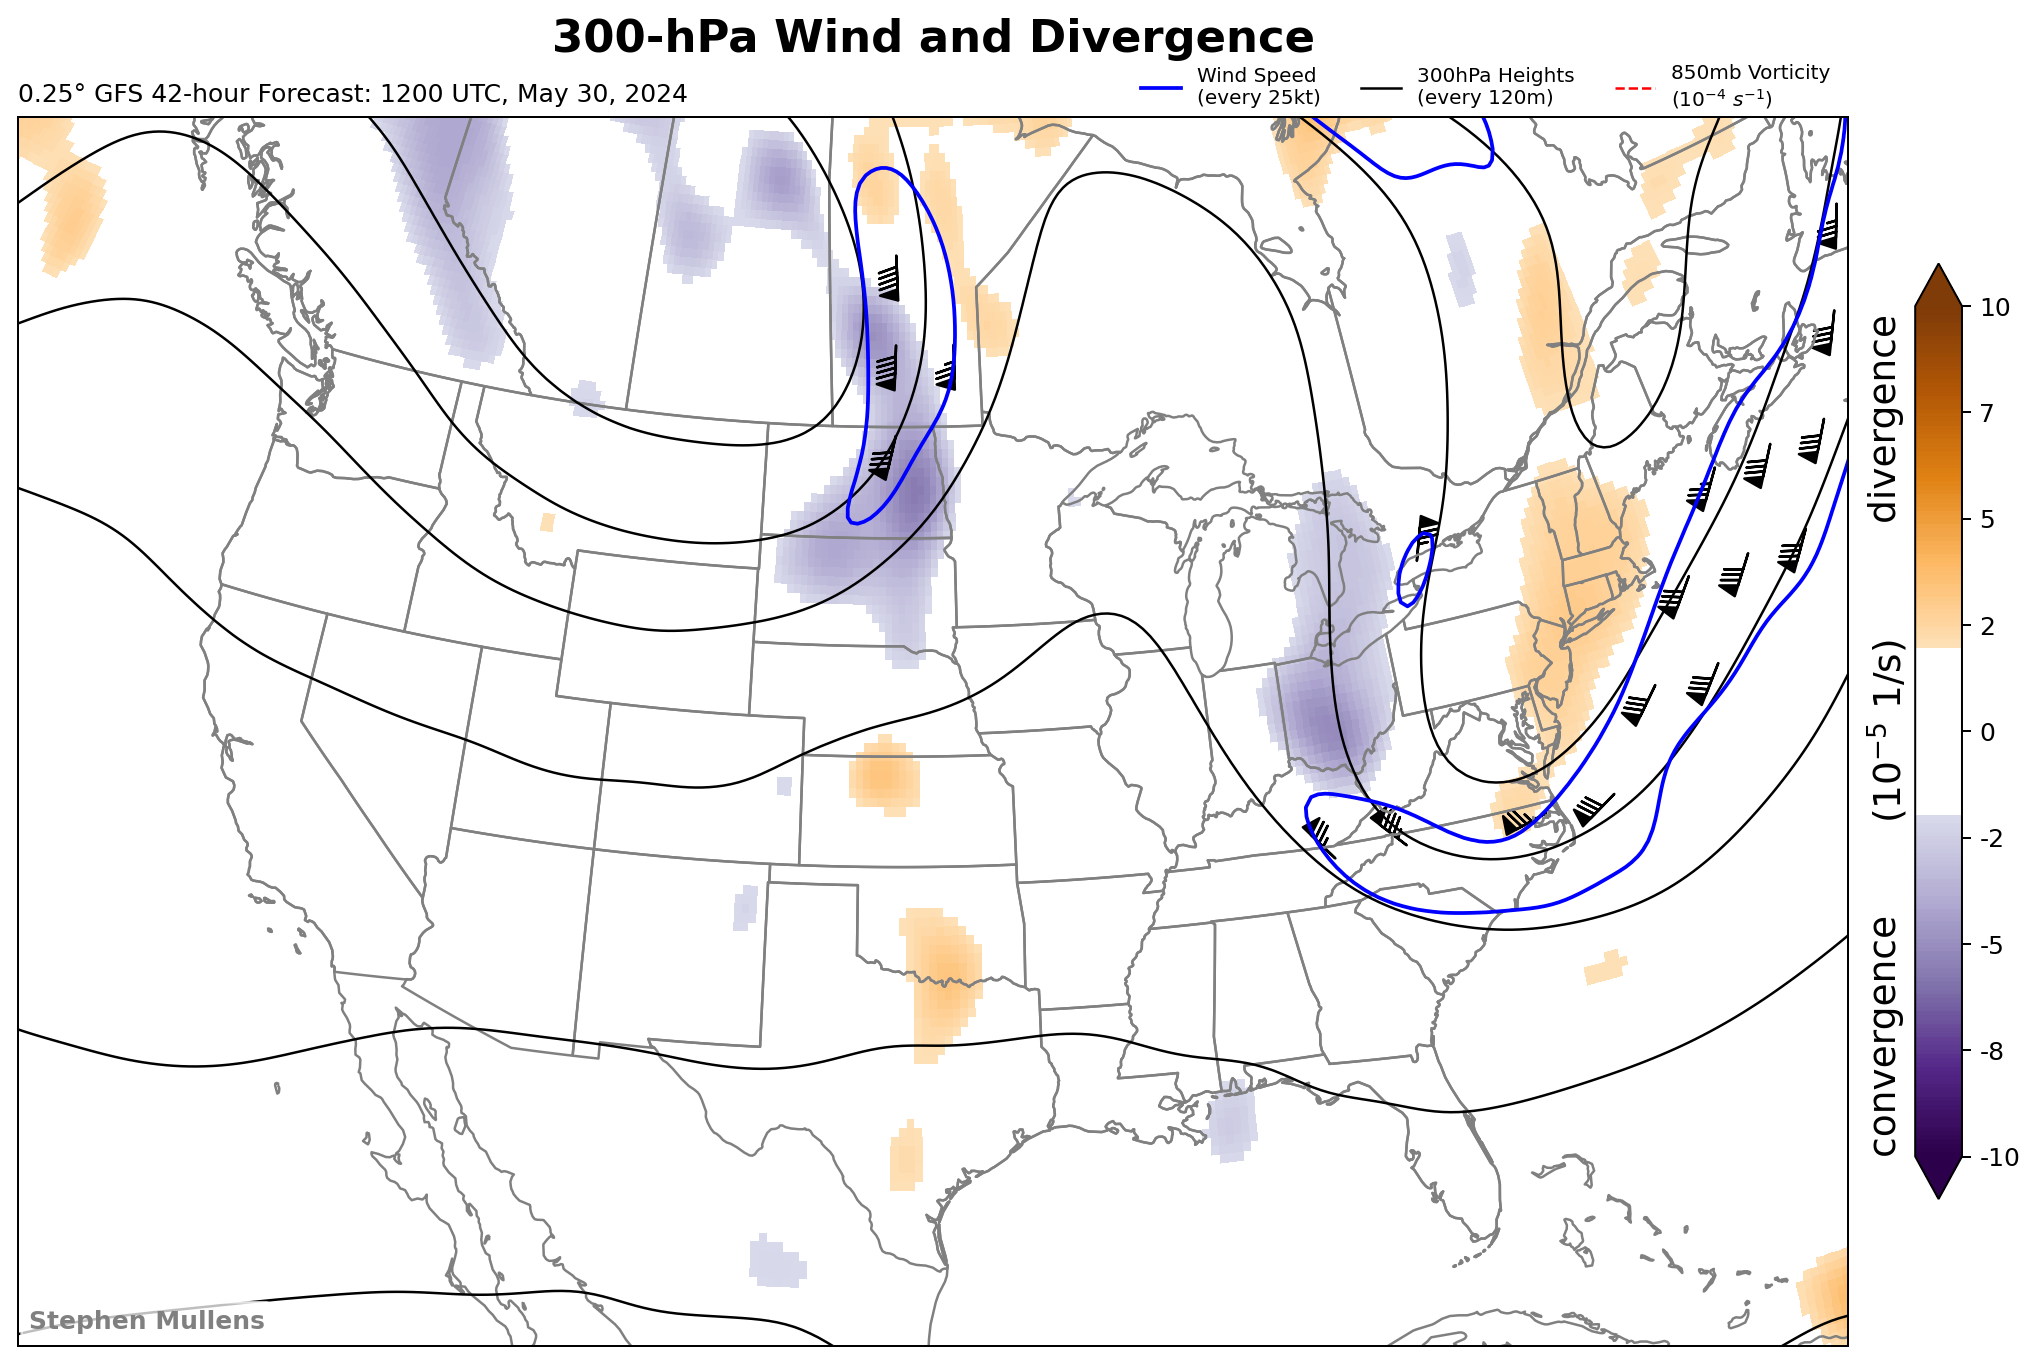 300-hPa Wind and Divergence
0.25° GFS 42-hour Forecast: 1200 UTC, May 30, 2024
Wind Speed
(every 25kt)
300hPa Heights
(every 120m)
850mb Vorticity
(10⁻⁴ s⁻¹)
10
7
5
2
0
-2
-5
-8
-10
divergence
(10⁻⁵ 1/s)
convergence
Stephen Mullens